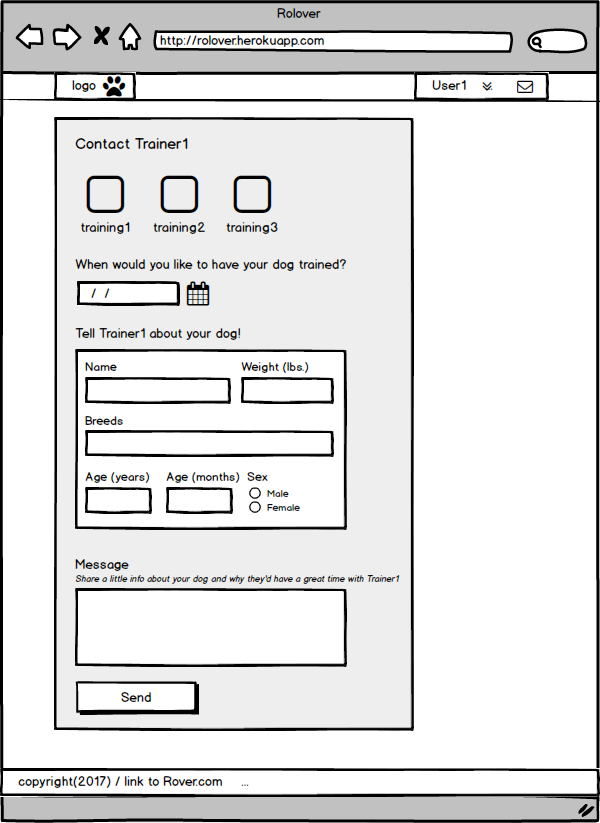 Rolover
http://rolover.herokuapp.com
logo User1
Contact Trainer1
training1 training2 training3
When would you like to have your dog trained?
/ /
Tell Trainer1 about your dog!
Name Weight (lbs.)
Breeds
Age (years) Age (months) Sex
Male
Female
Message
Share a little info about your dog and why they'd have a great time with Trainer1
Send
copyright(2017) / link to Rover.com ...